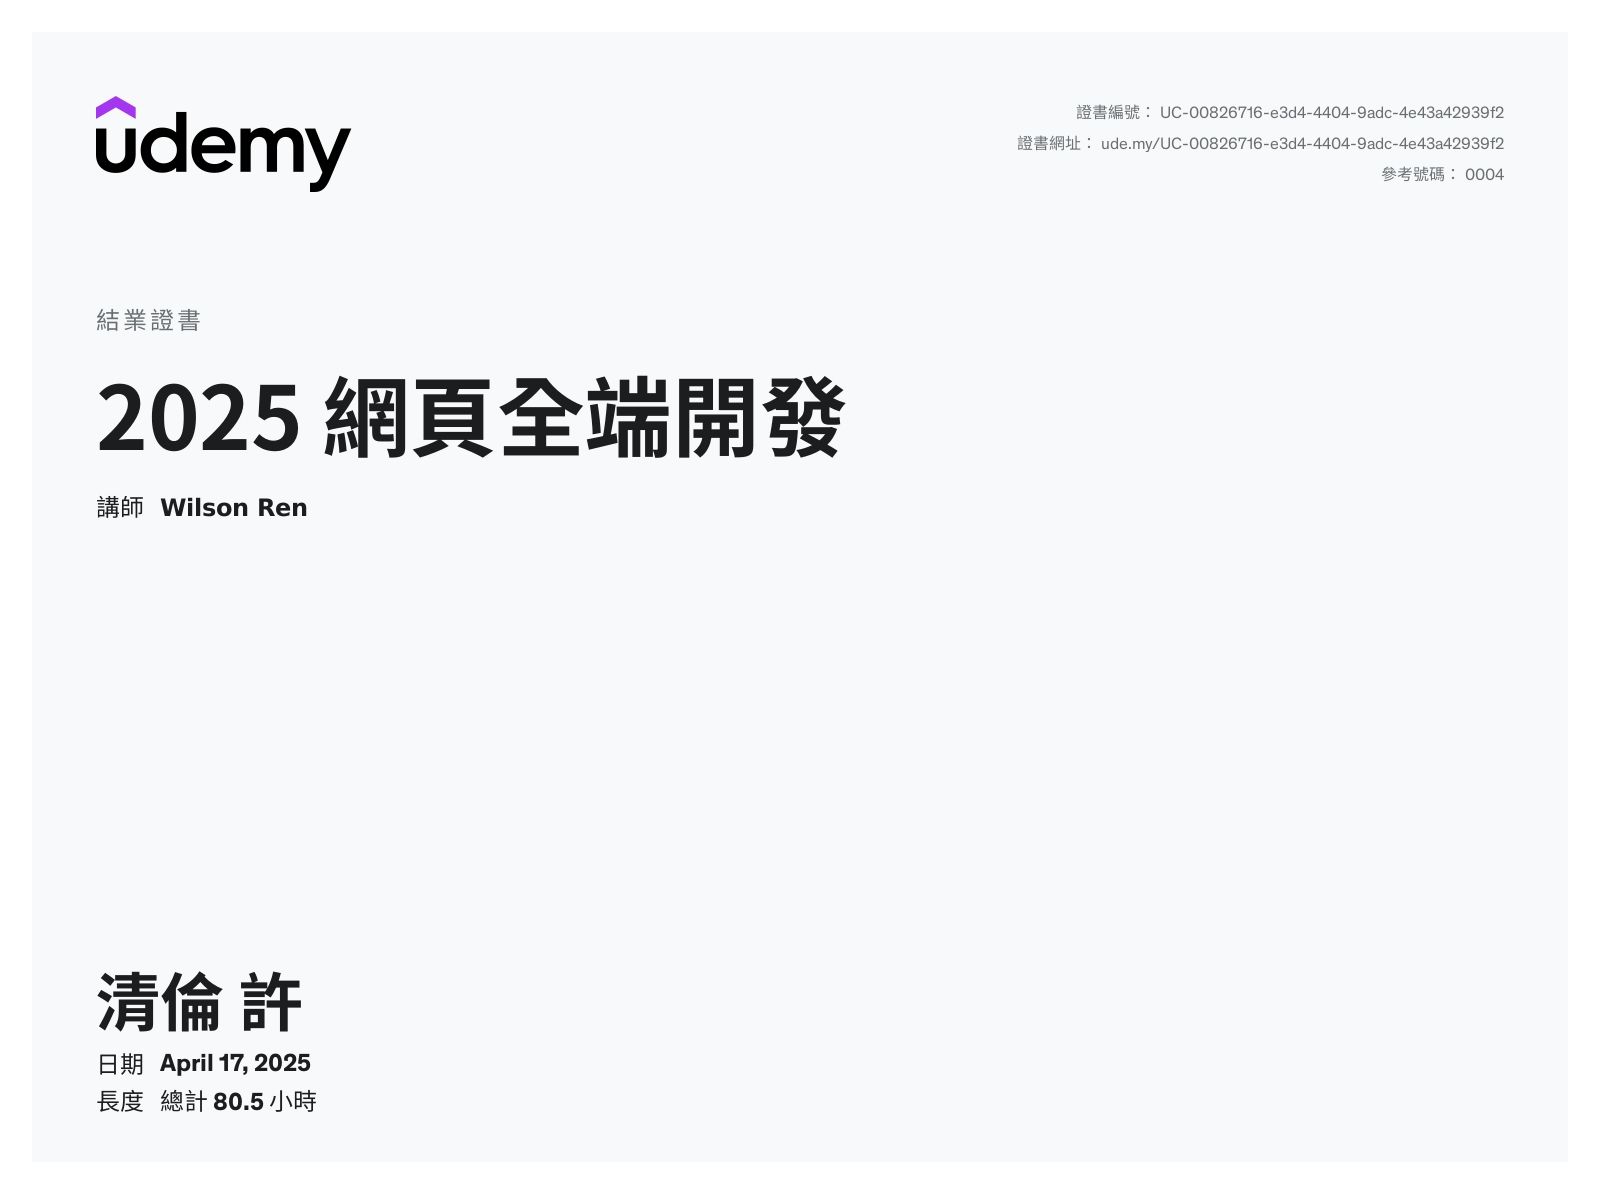 udemy
證書編號： UC-00826716-e3d4-4404-9adc-4e43a42939f2
證書網址： ude.my/UC-00826716-e3d4-4404-9adc-4e43a42939f2
參考號碼： 0004
結業證書
2025 網頁全端開發
講師 Wilson Ren
清倫 許
日期 April 17, 2025
長度 總計 80.5 小時